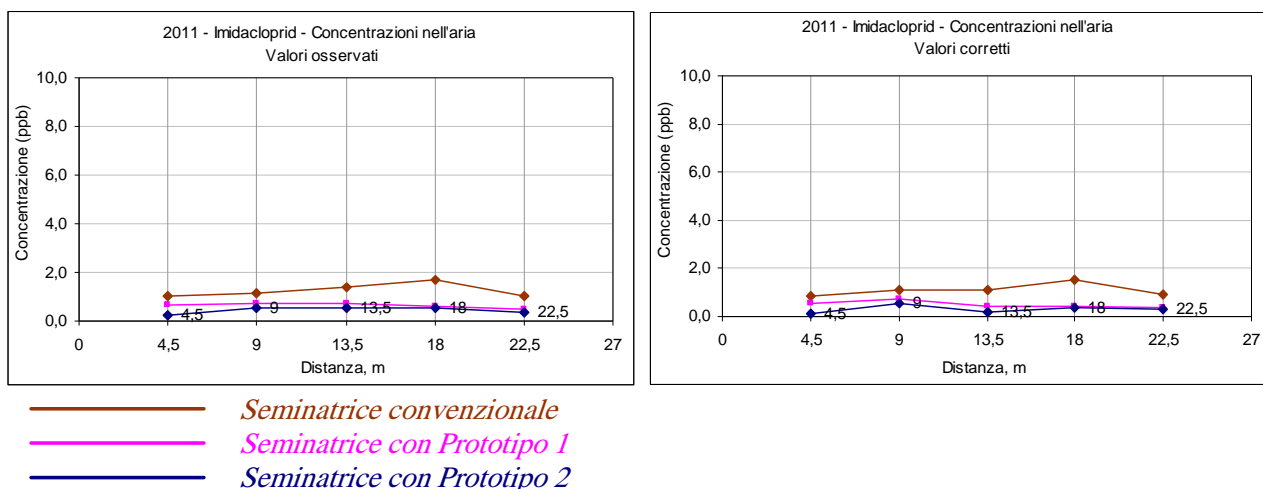 2011 - Imidacloprid - Concentrazioni nell'aria
Valori osservati
Concentrazione (ppb)
10,0
8,0
6,0
4,0
2,0
0,0
4,5
9
13,5
18
22,5
0 4,5 9 13,5 18 22,5 27
Distanza, m
2011 - Imidacloprid - Concentrazioni nell'aria
Valori corretti
Concentrazione (ppb)
10,0
8,0
6,0
4,0
2,0
0,0
4,5
9
13,5
18
22,5
0 4,5 9 13,5 18 22,5 27
Distanza, m
Seminatrice convenzionale
Seminatrice con Prototipo 1
Seminatrice con Prototipo 2